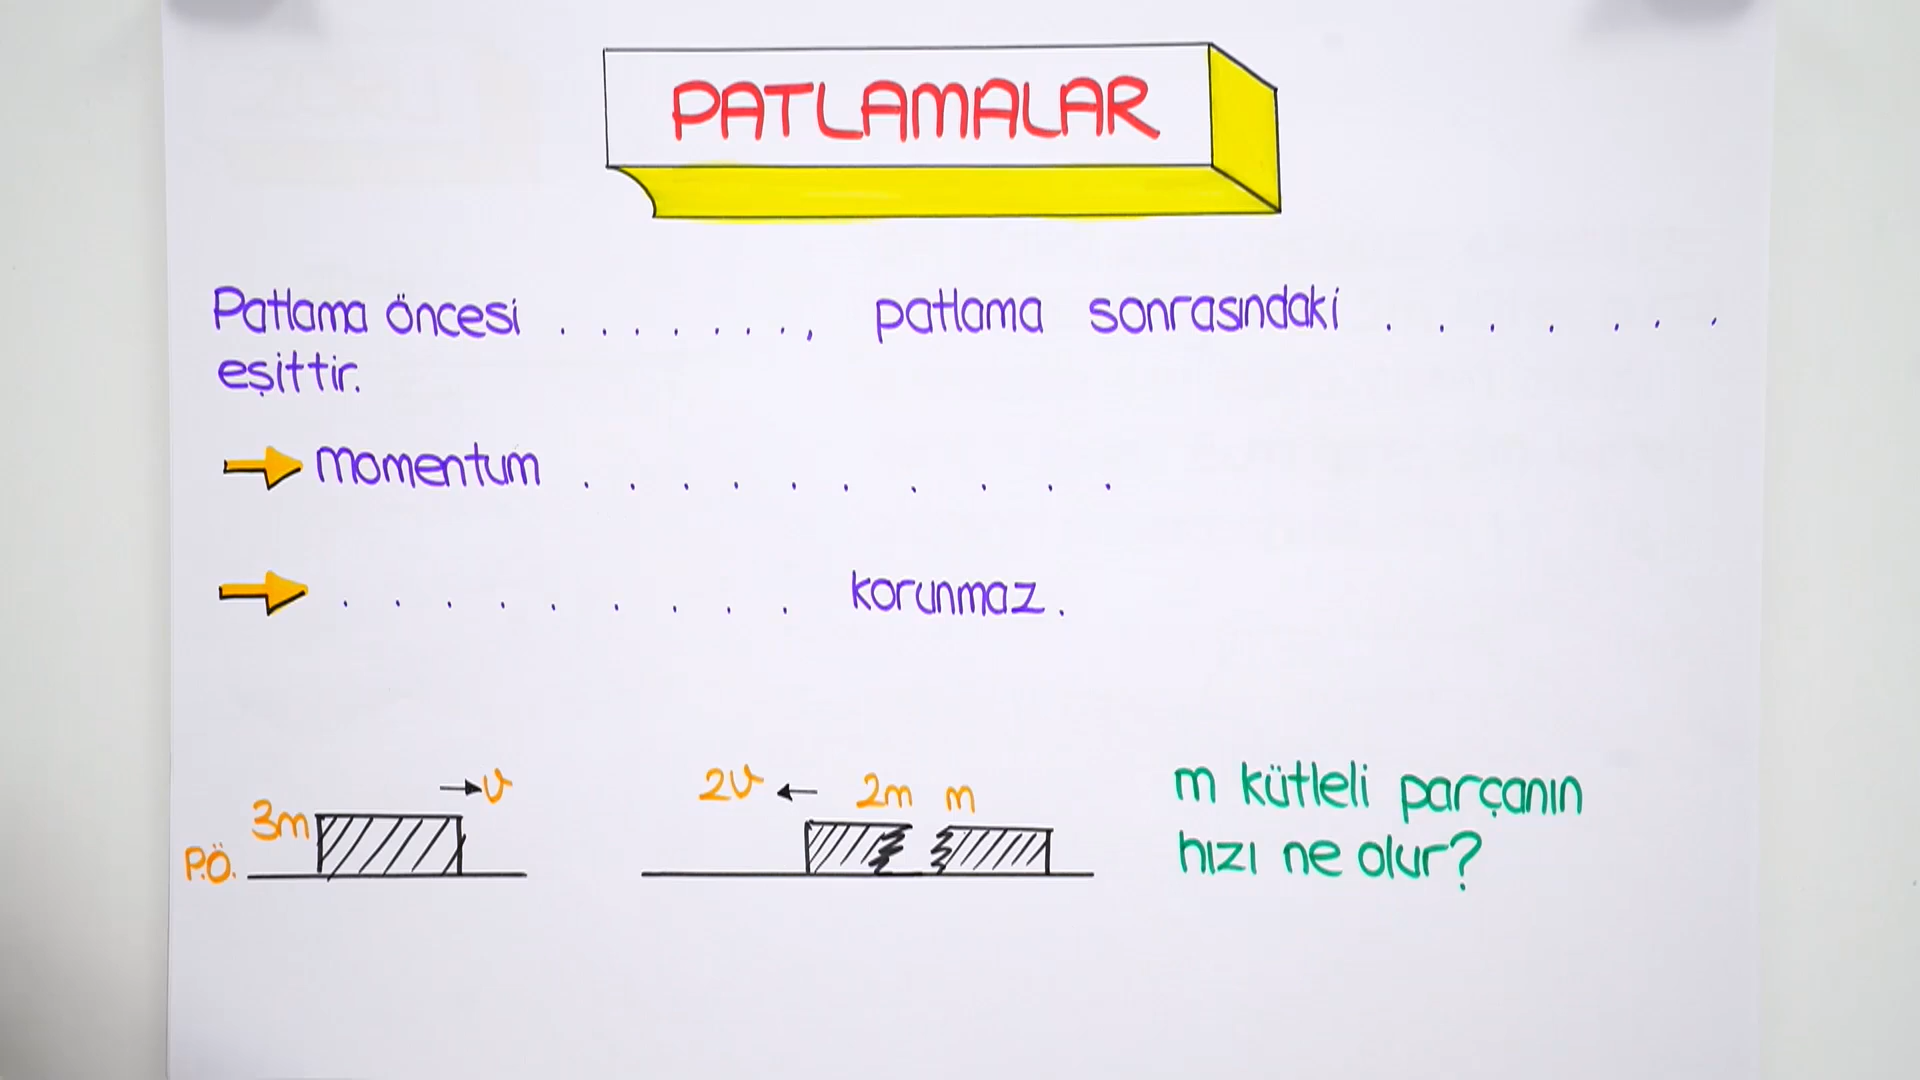 PATLAMALAR
Patlama öncesi . . . . . . . , patlama sonrasındaki . . . . . . .
eşittir.
momentum . . . . . . . . . .
. . . . . . . . . korunmaz.
3m v
P.Ö.
2v 2m m
m kütleli parçanın
hızı ne olur?